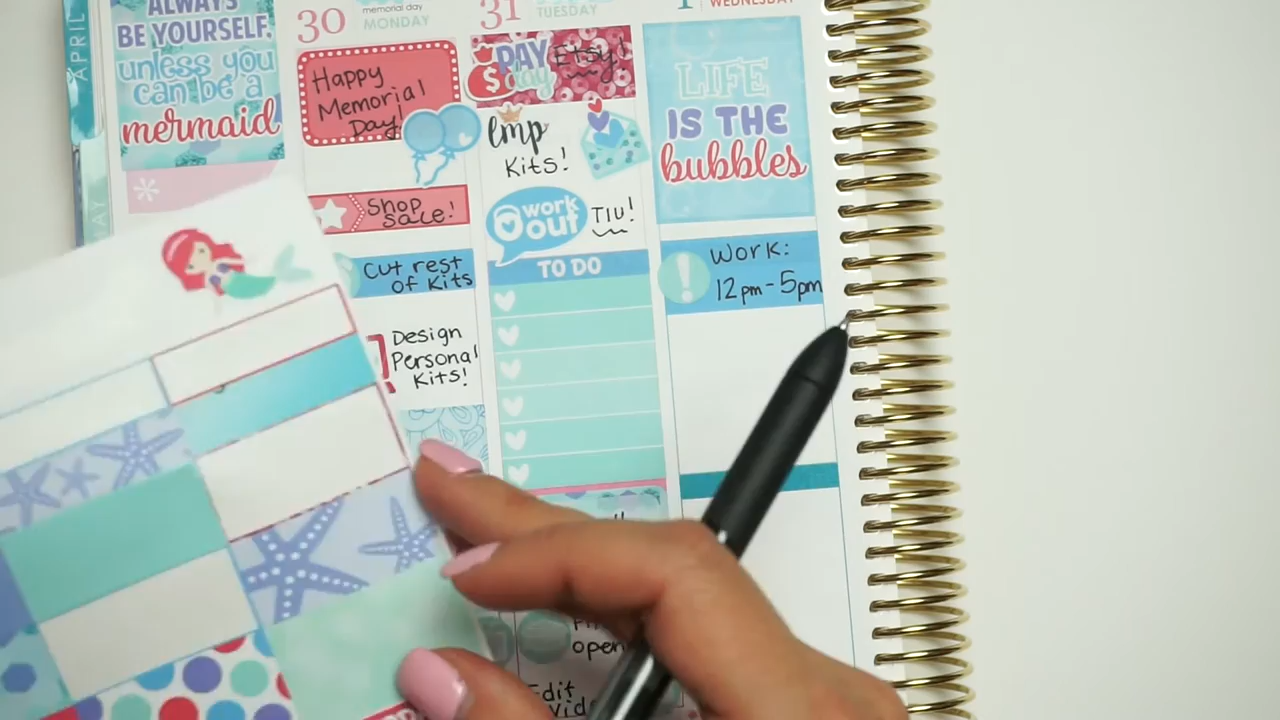 APRIL
ALWAYS
BE YOURSELF.
unless you
can be a
mermaid
30
memorial day
MONDAY
Happy
Memorial
Day!
Shop
Sale!
Cut rest
of Kits
Design
Personal
Kits!
31
TUESDAY
PAY
$ day
Etsy!
lmp
Kits!
work
out
TIU!
TO DO
open
Edit
1
WEDNESDAY
LIFE
IS THE
bubbles
Work:
12pm-5pm